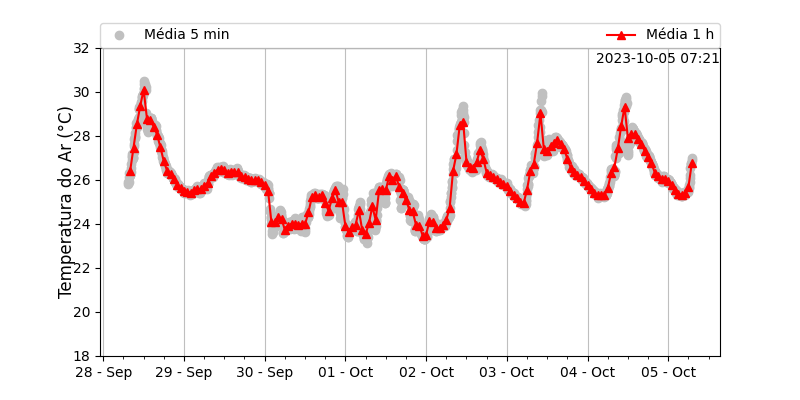 Média 5 min
Média 1 h
2023-10-05 07:21
Temperatura do Ar (°C)
32
30
28
26
24
22
20
18
28 - Sep
29 - Sep
30 - Sep
01 - Oct
02 - Oct
03 - Oct
04 - Oct
05 - Oct